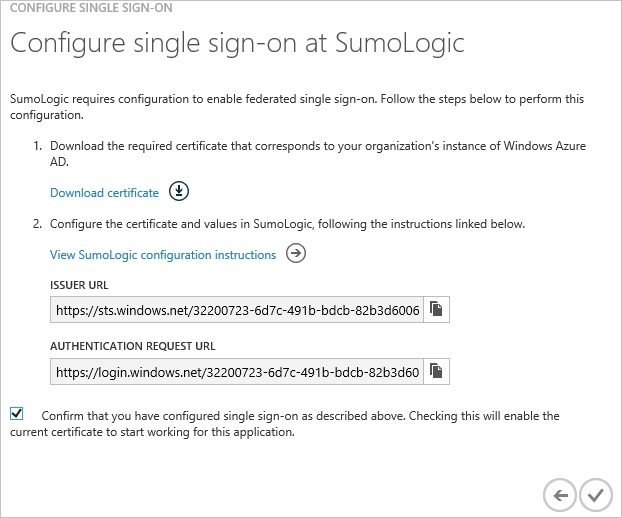 CONFIGURE SINGLE SIGN-ON
Configure single sign-on at SumoLogic
SumoLogic requires configuration to enable federated single sign-on. Follow the steps below to perform this
configuration.
1. Download the required certificate that corresponds to your organization's instance of Windows Azure
AD.
Download certificate
2. Configure the certificate and values in SumoLogic, following the instructions linked below.
View SumoLogic configuration instructions
ISSUER URL
https://sts.windows.net/32200723-6d7c-491b-bdcb-82b3d6006
AUTHENTICATION REQUEST URL
https://login.windows.net/32200723-6d7c-491b-bdcb-82b3d60
Confirm that you have configured single sign-on as described above. Checking this will enable the
current certificate to start working for this application.